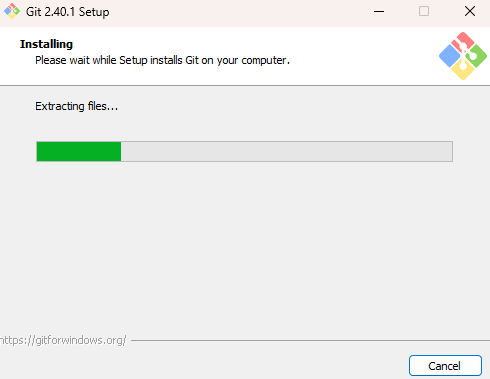 Git 2.40.1 Setup
Installing
Please wait while Setup installs Git on your computer.
Extracting files...
https://gitforwindows.org/
Cancel